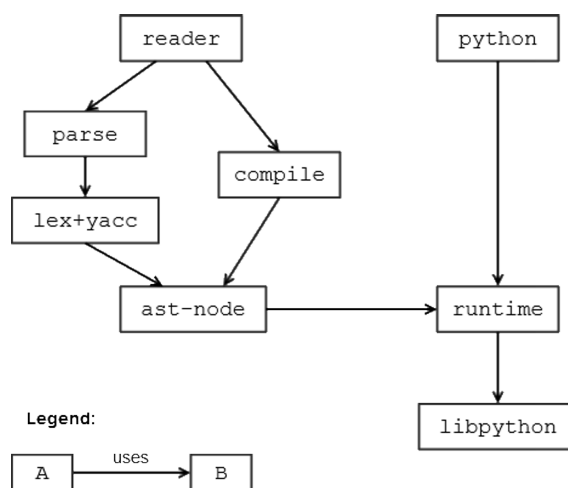 reader
python
parse
compile
lex+yacc
ast-node
runtime
libpython
Legend:
A
uses
B